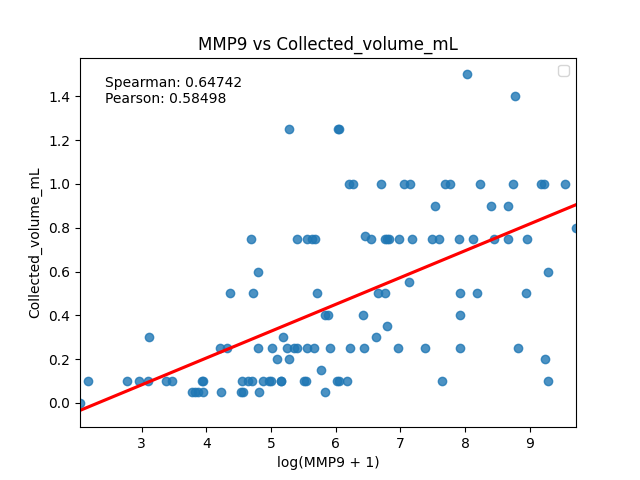 MMP9 vs Collected_volume_mL
Spearman: 0.64742
Pearson: 0.58498
Collected_volume_mL
1.4
1.2
1.0
0.8
0.6
0.4
0.2
0.0
3 4 5 6 7 8 9
log(MMP9 + 1)